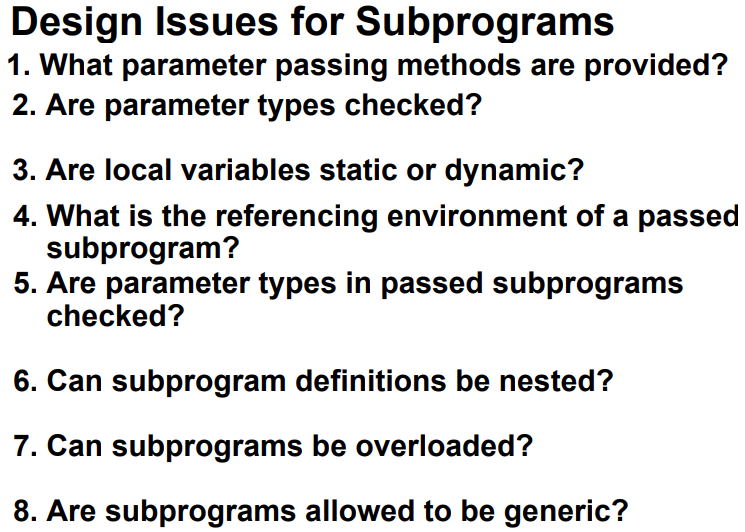 Design Issues for Subprograms
1. What parameter passing methods are provided?
2. Are parameter types checked?
3. Are local variables static or dynamic?
4. What is the referencing environment of a passed
subprogram?
5. Are parameter types in passed subprograms
checked?
6. Can subprogram definitions be nested?
7. Can subprograms be overloaded?
8. Are subprograms allowed to be generic?